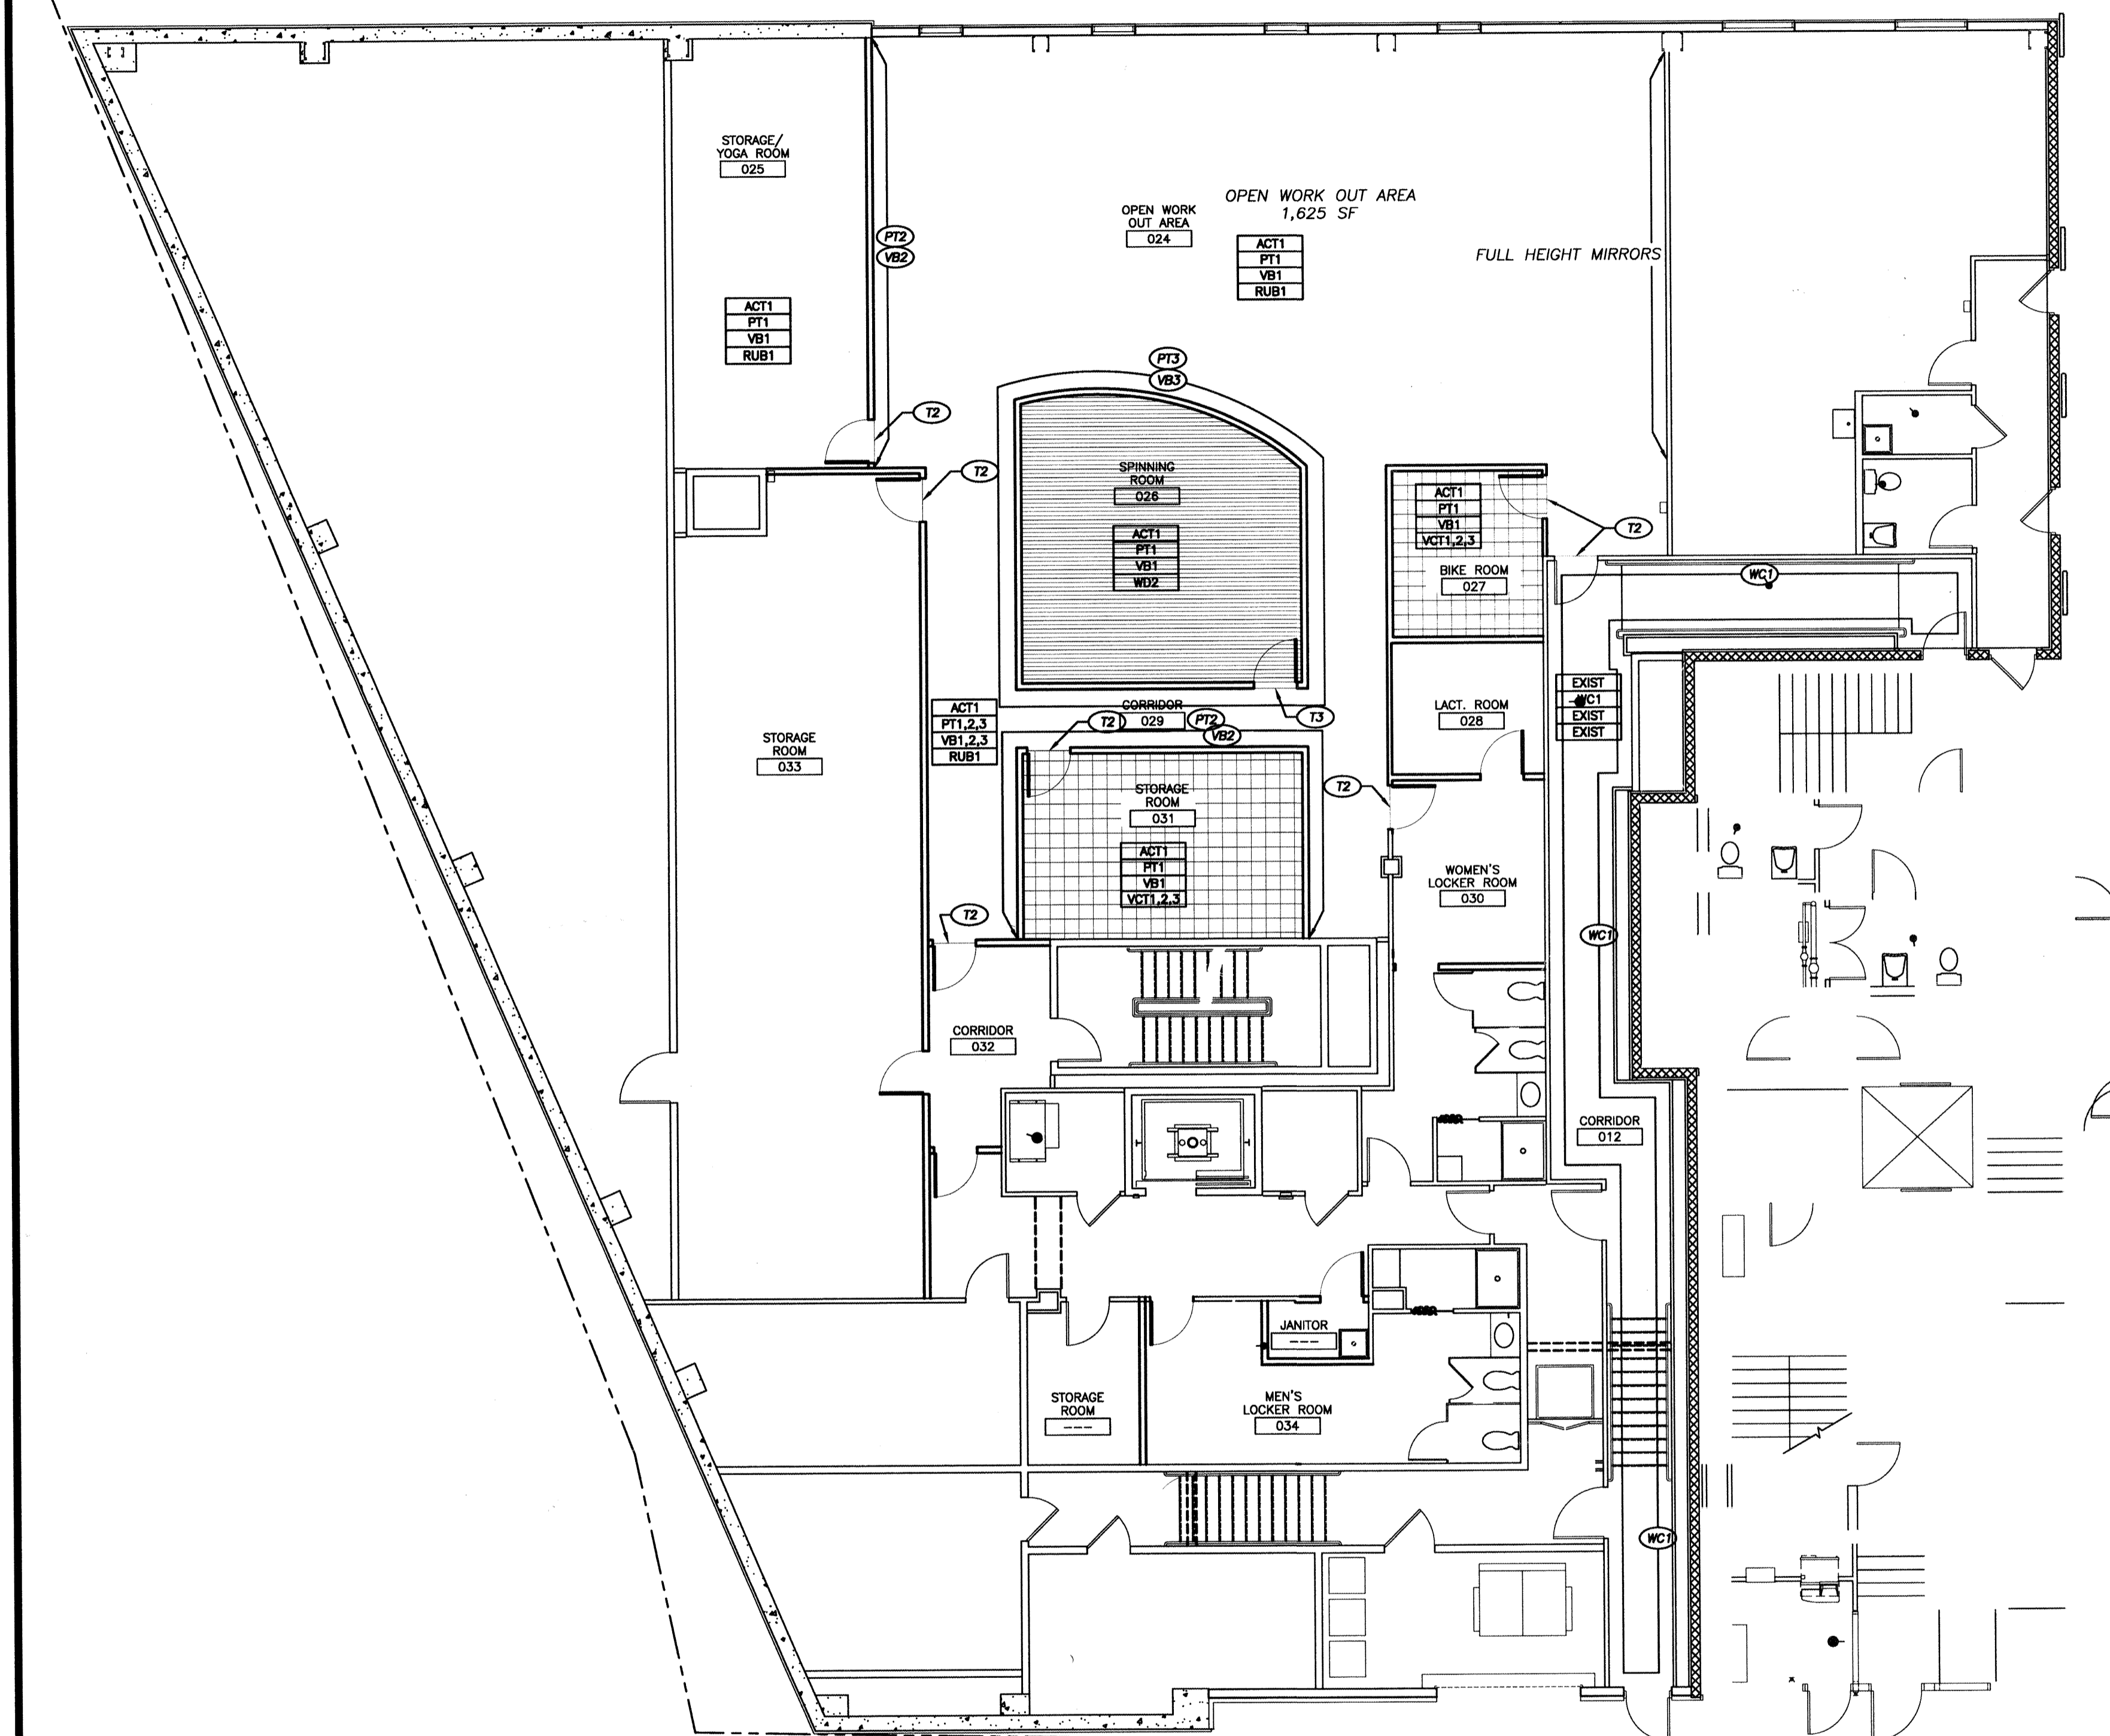 STORAGE/
YOGA ROOM
025
ACT1
PT1
VB1
RUB1
PT2
VB2
T2
T2
OPEN WORK
OUT AREA
024
OPEN WORK OUT AREA
1,625 SF
ACT1
PT1
VB1
RUB1
FULL HEIGHT MIRRORS
PT3
VB3
SPINNING
ROOM
026
ACT1
PT1
VB1
WD2
ACT1
PT1
VB1
VCT1,2,3
BIKE ROOM
027
T2
WC1
LACT. ROOM
028
EXIST
WC1
EXIST
EXIST
STORAGE
ROOM
033
ACT1
PT1,2,3
VB1,2,3
RUB1
CORRIDOR
029
T2
PT2
VB2
T3
STORAGE
ROOM
031
ACT1
PT1
VB1
VCT1,2,3
T2
WOMEN'S
LOCKER ROOM
030
T2
WC1
CORRIDOR
032
CORRIDOR
012
JANITOR
---
STORAGE
ROOM
---
MEN'S
LOCKER ROOM
034
WC1